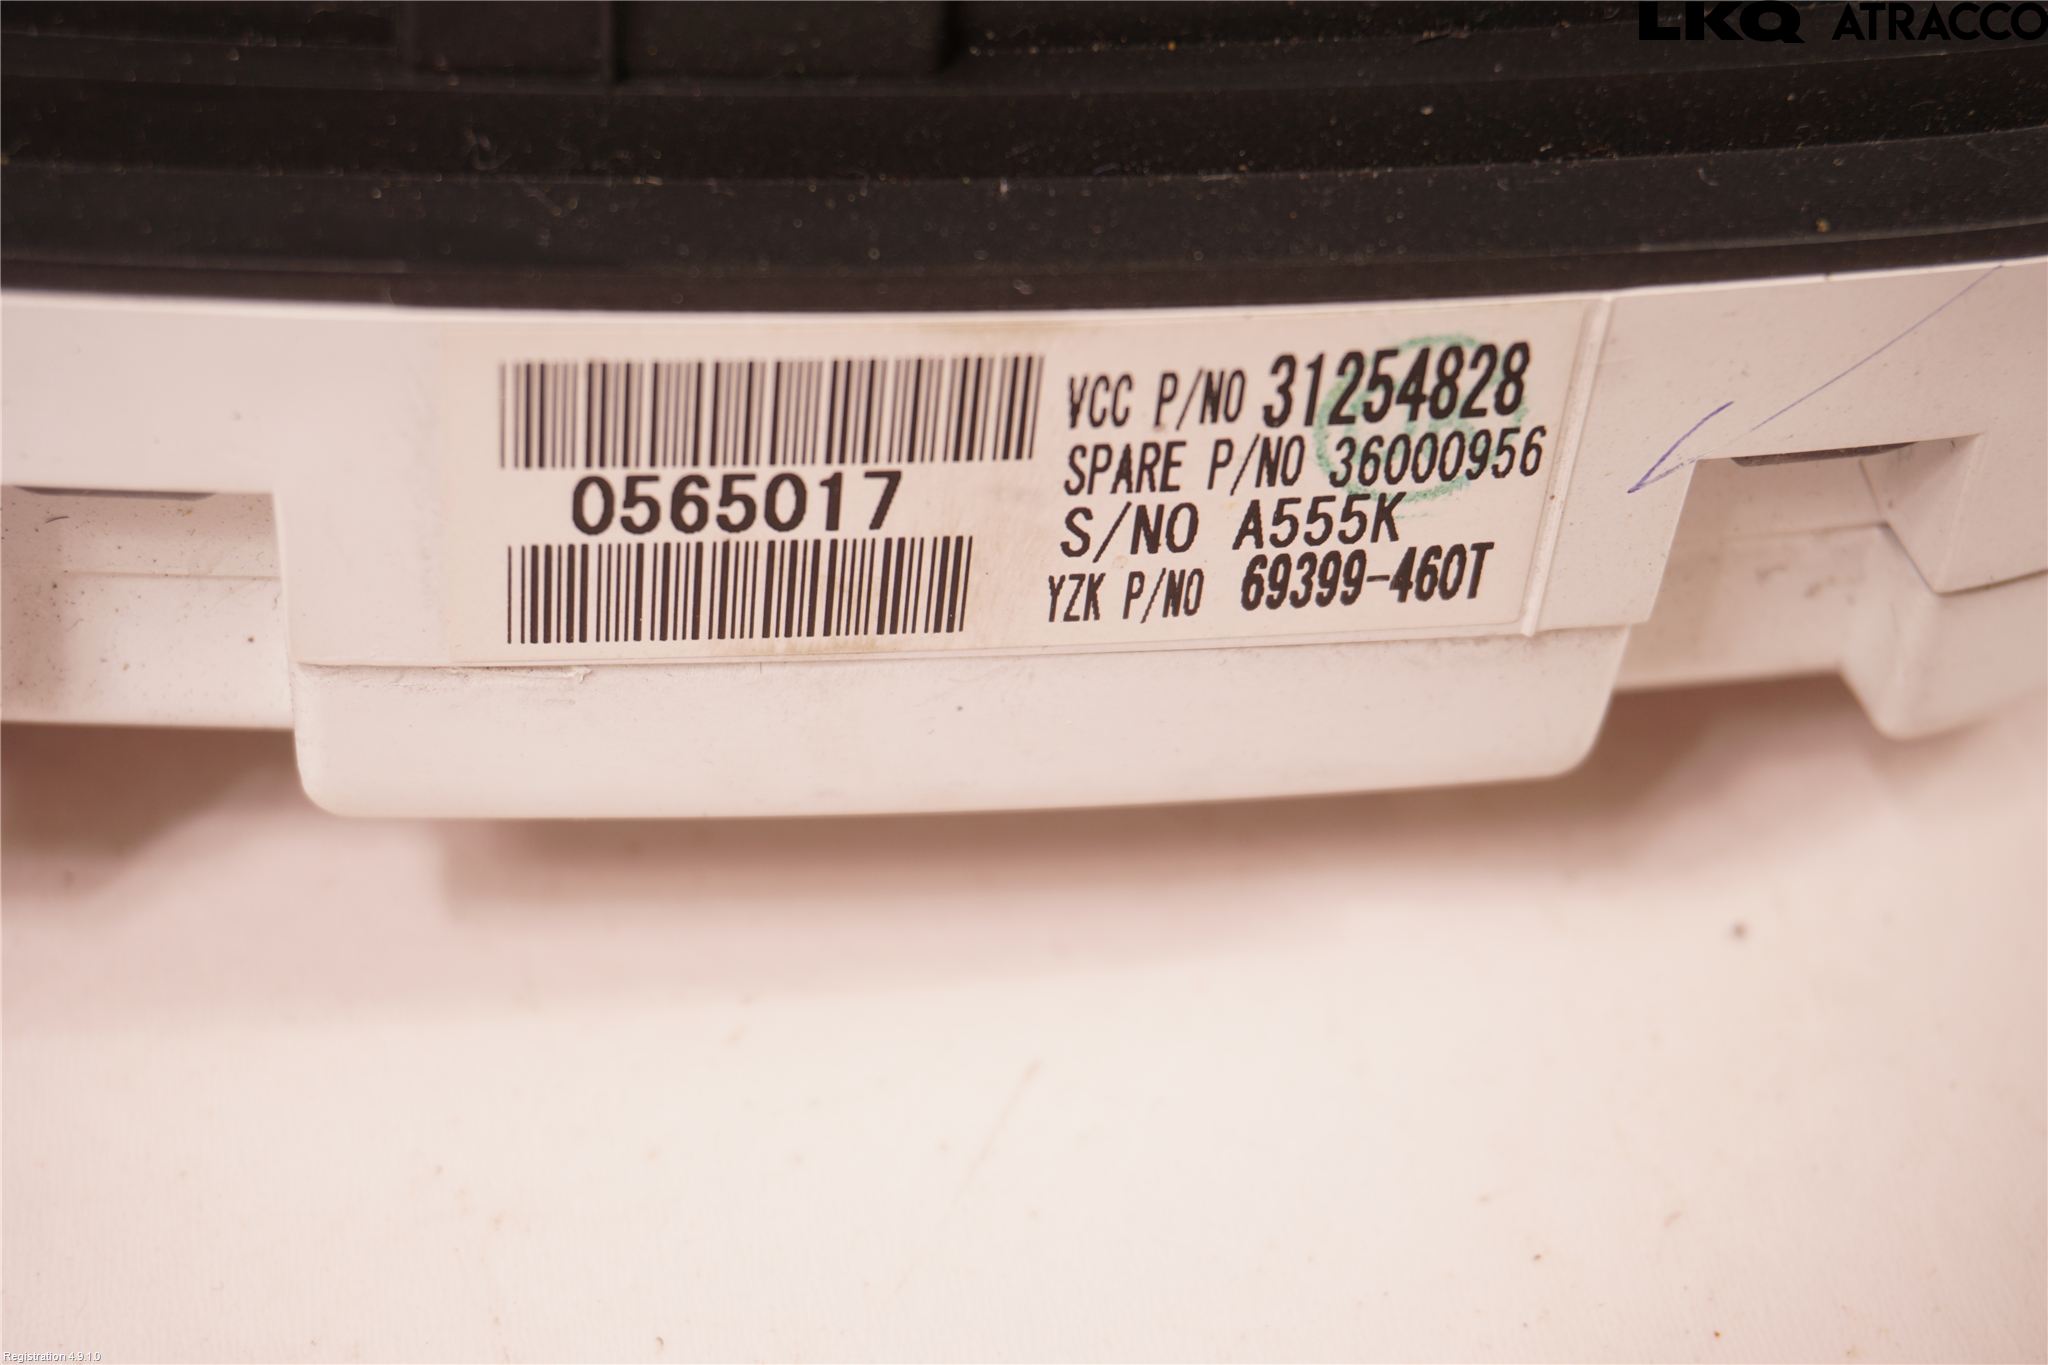 LKQ ATRACCO
VCC P/NO 31254828
SPARE P/NO 36000956
0565017
S/NO A555K
YZK P/NO 69399-460T
Registration 4.9.1.0